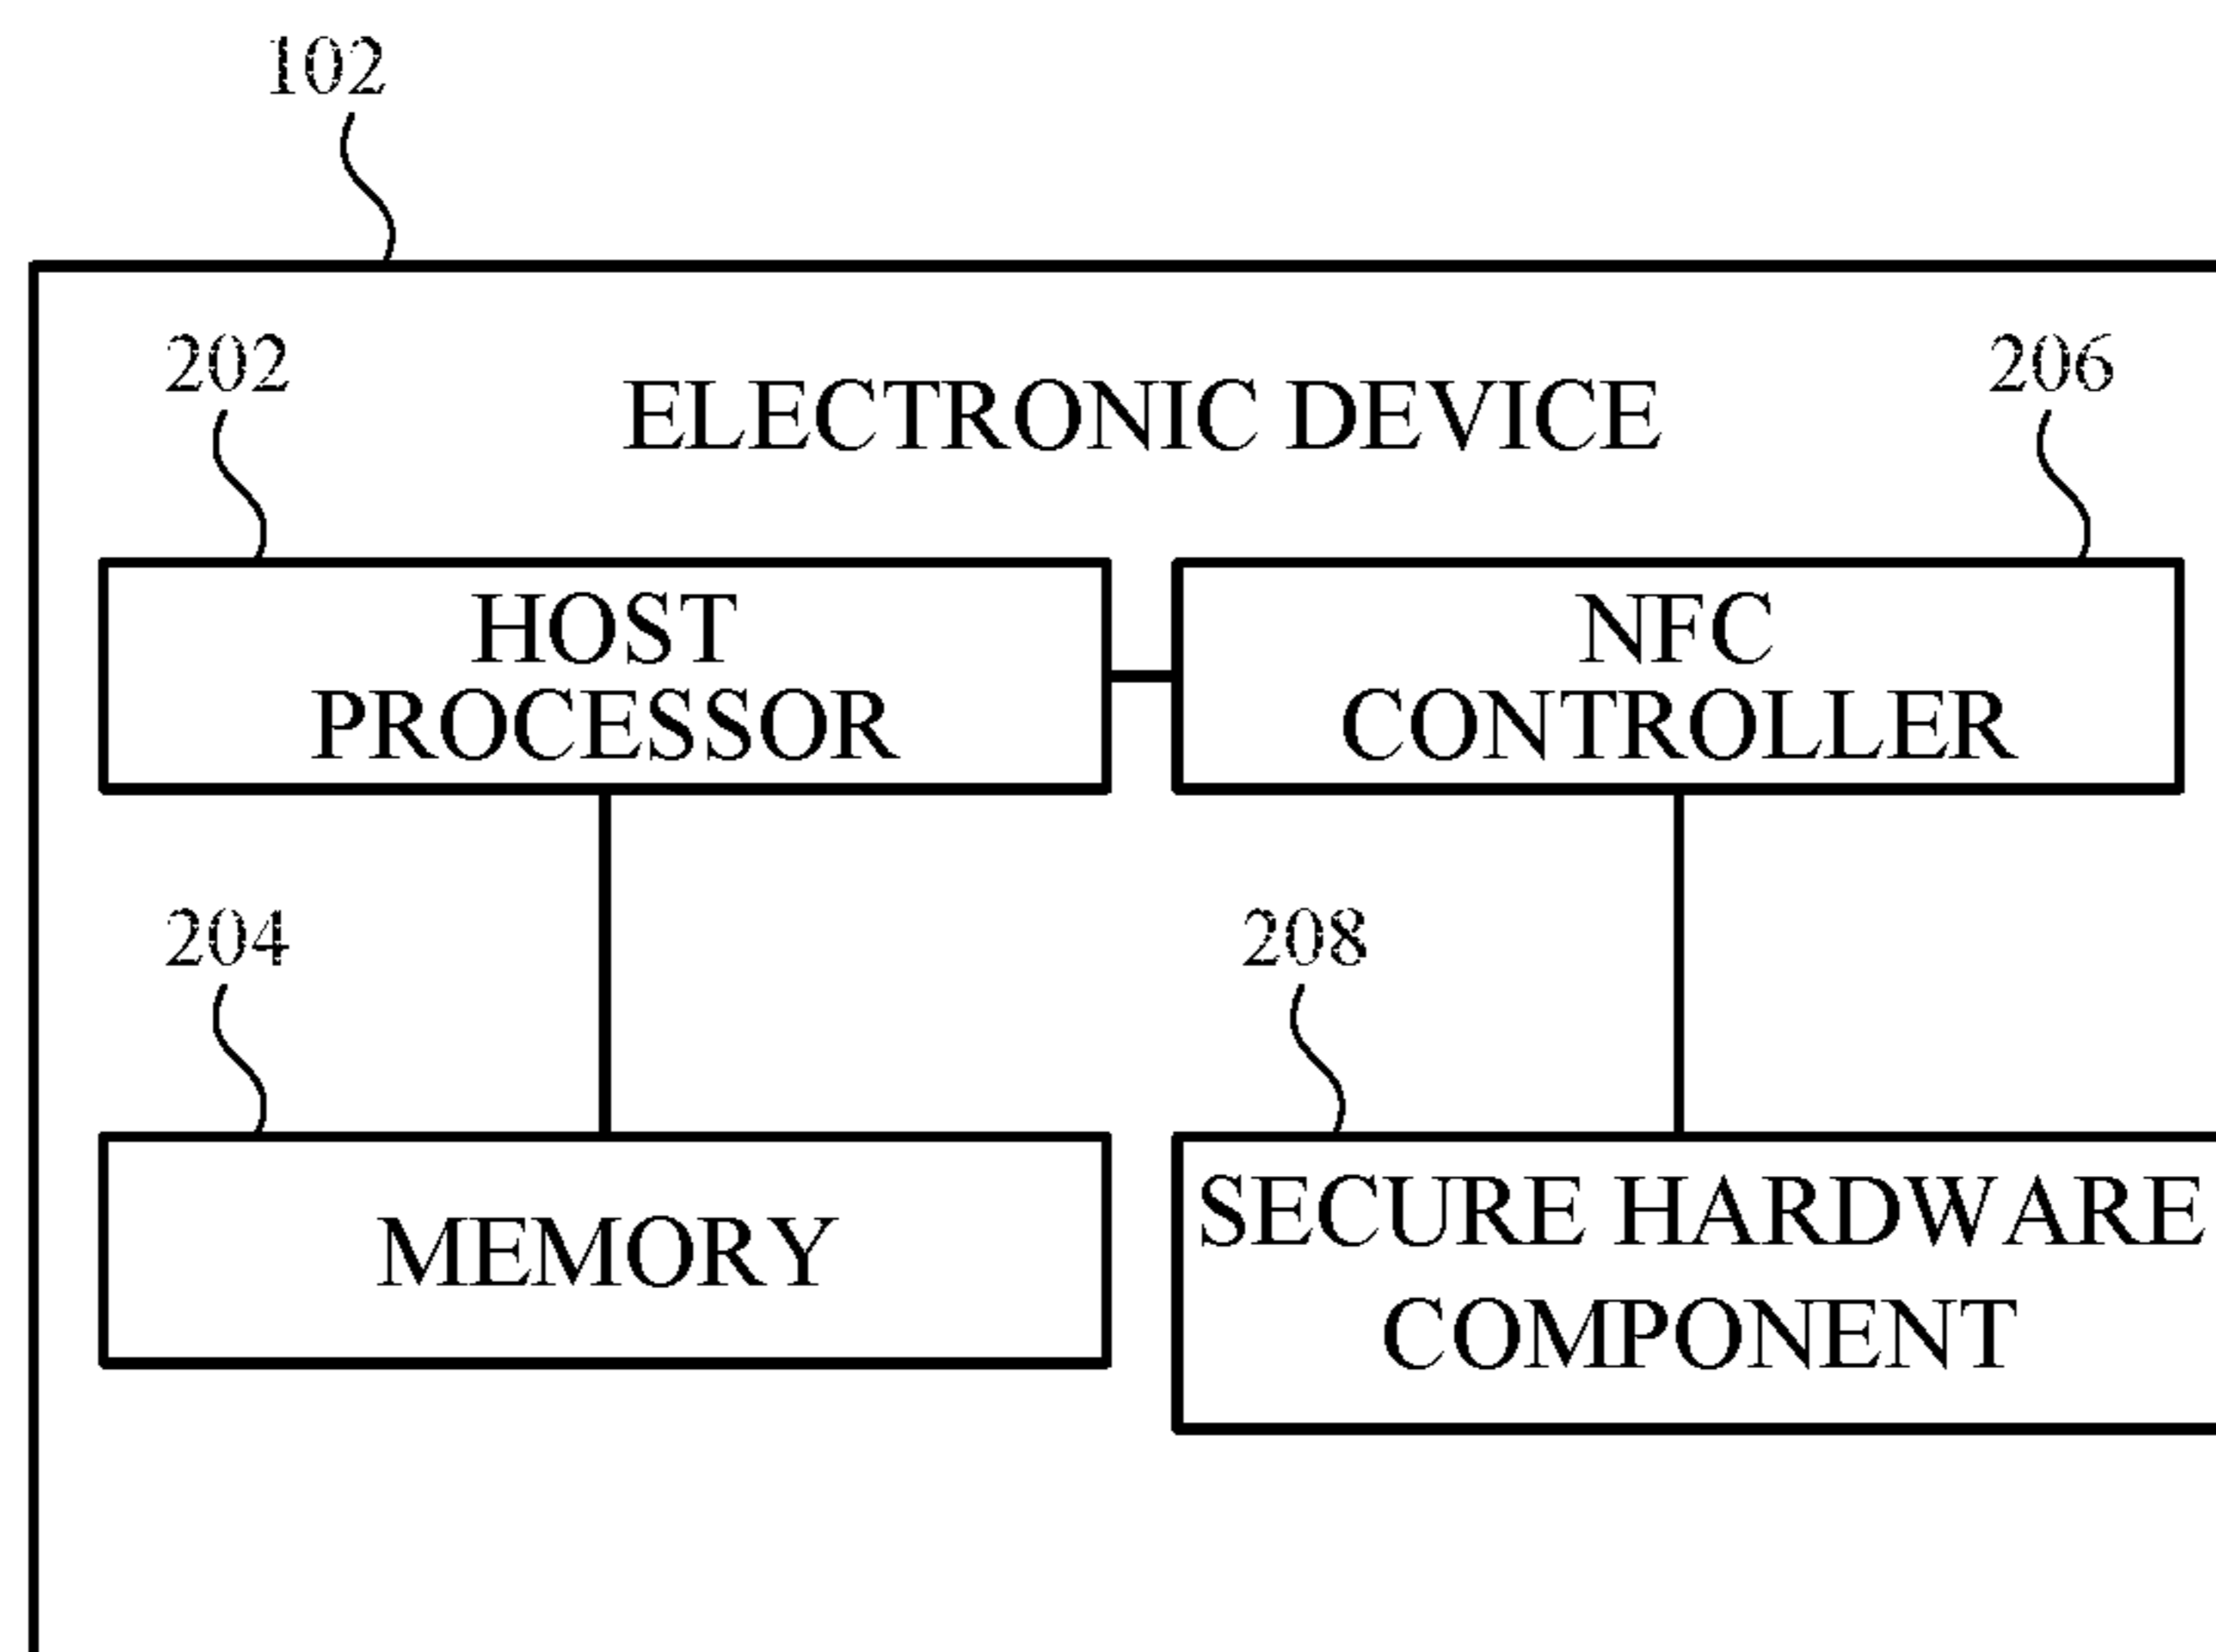 102
202
ELECTRONIC DEVICE
206
HOST
PROCESSOR
NFC
CONTROLLER
204
208
MEMORY
SECURE HARDWARE
COMPONENT